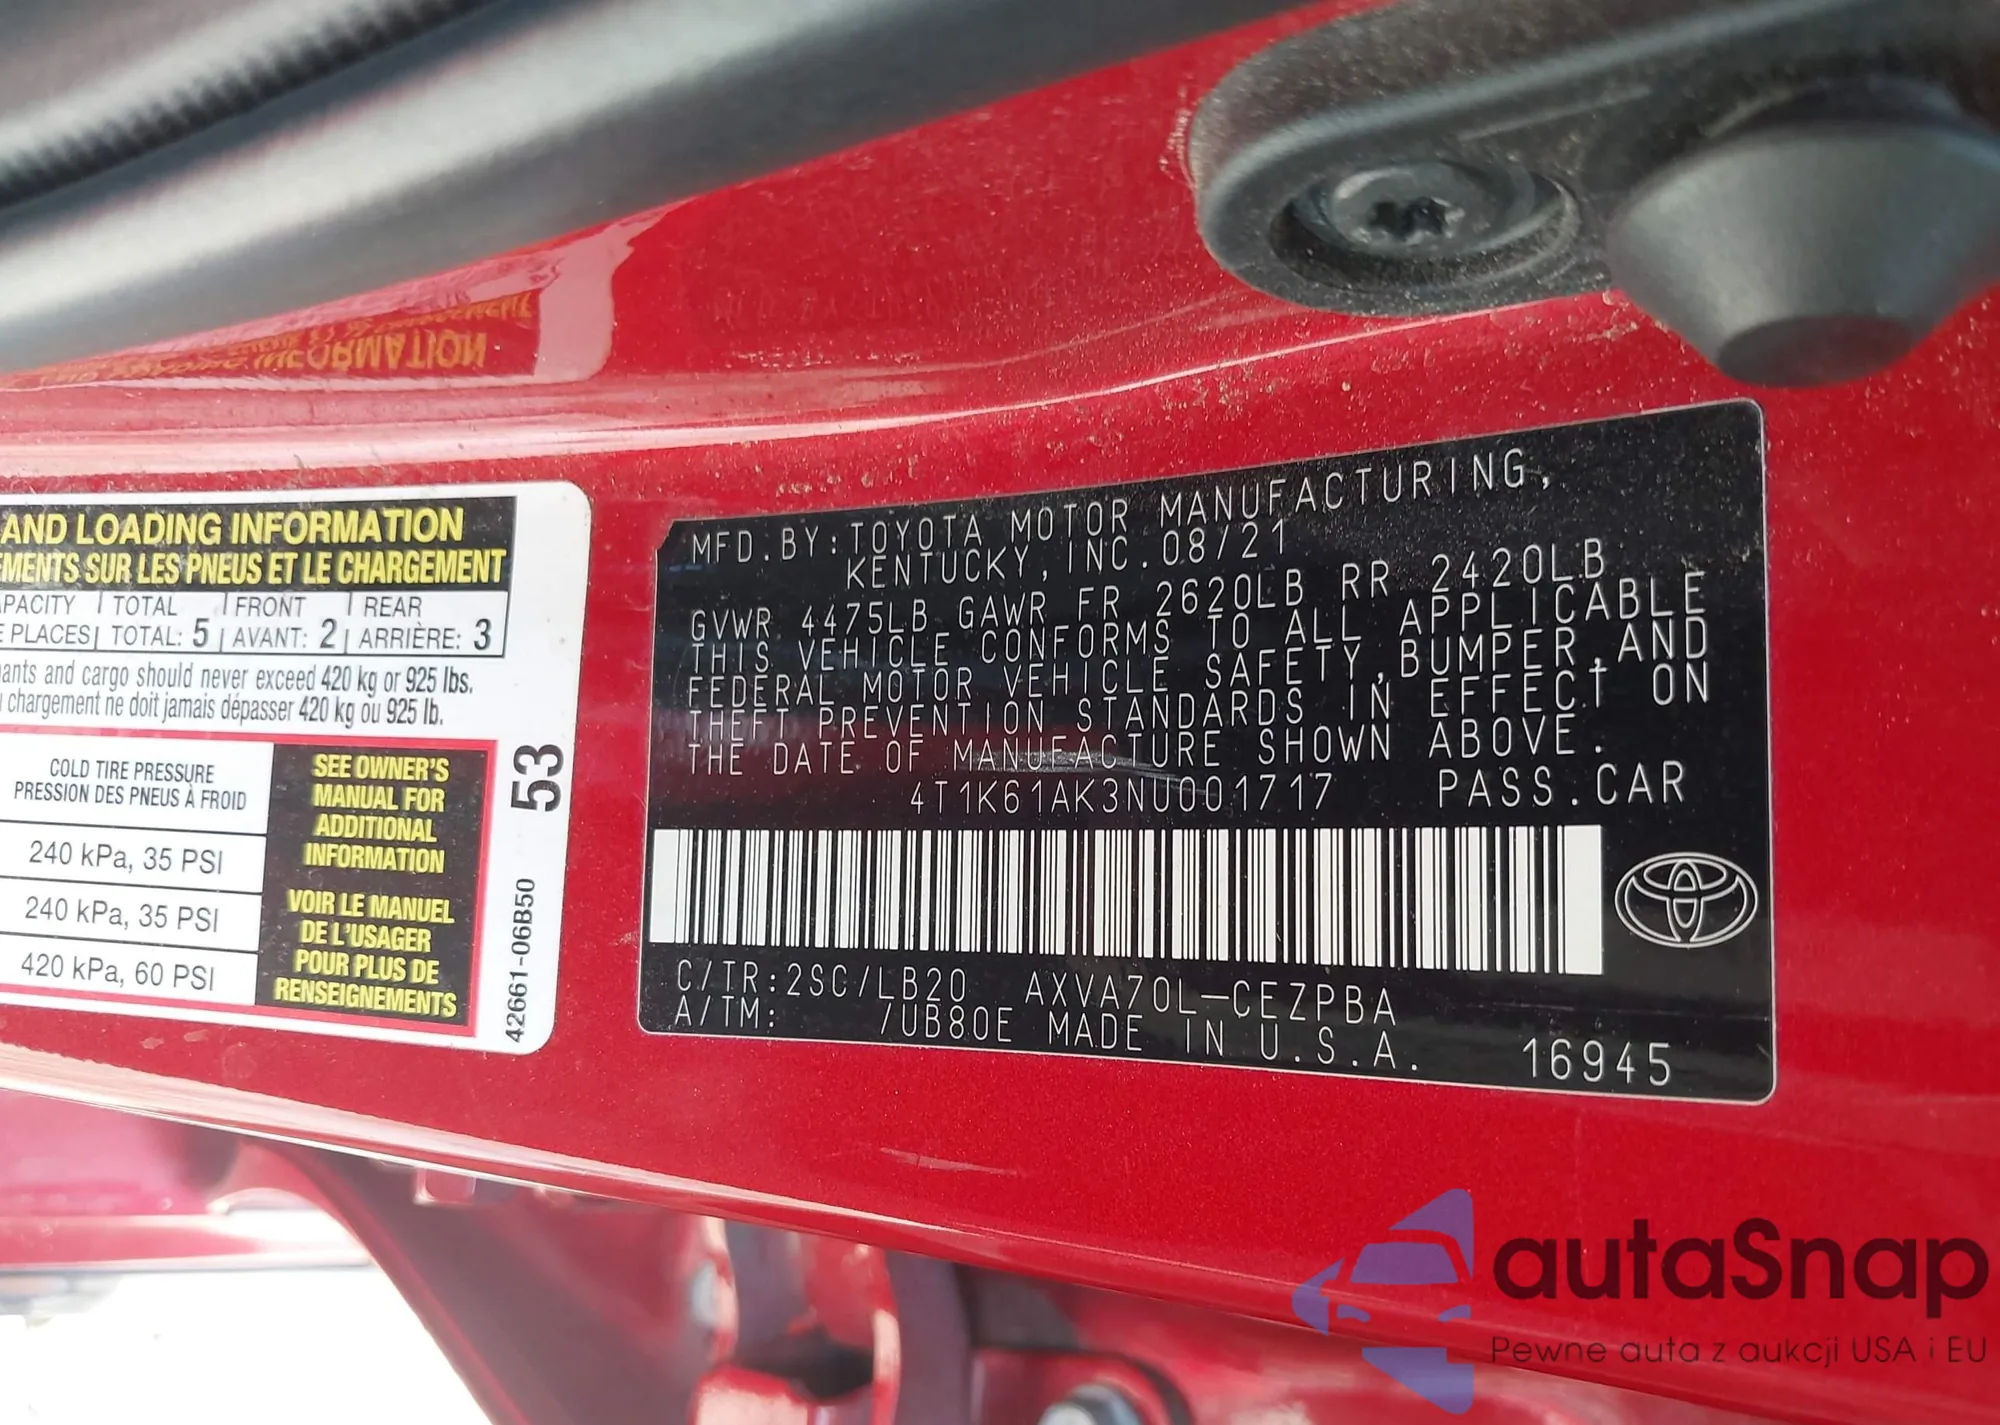 AND LOADING INFORMATION
EMENTS SUR LES PNEUS ET LE CHARGEMENT
PACITY TOTAL FRONT REAR
E PLACES TOTAL: 5 AVANT: 2 ARRIÈRE: 3
ants and cargo should never exceed 420 kg or 925 lbs.
chargement ne doit jamais dépasser 420 kg ou 925 lb.
COLD TIRE PRESSURE
PRESSION DES PNEUS À FROID
240 kPa, 35 PSI
240 kPa, 35 PSI
420 kPa, 60 PSI
SEE OWNER'S
MANUAL FOR
ADDITIONAL
INFORMATION
VOIR LE MANUEL
DE L'USAGER
POUR PLUS DE
RENSEIGNEMENTS
53
42661-06B50
MFD.BY:TOYOTA MOTOR MANUFACTURING,
KENTUCKY,INC.08/21
GVWR 4475LB GAWR FR 2620LB RR 2420LB
THIS VEHICLE CONFORMS TO ALL APPLICABLE
FEDERAL MOTOR VEHICLE SAFETY,BUMPER,AND
THEFT PREVENTION STANDARDS IN EFFECT ON
THE DATE OF MANUFACTURE SHOWN ABOVE.
4T1K61AK3NU001717 PASS.CAR
C/TR:2SC/LB20 AXVA70L-CEZPBA
A/TM: /UB80E MADE IN U.S.A. 16945
autaSnap
Pewne auta z aukcji USA i EU